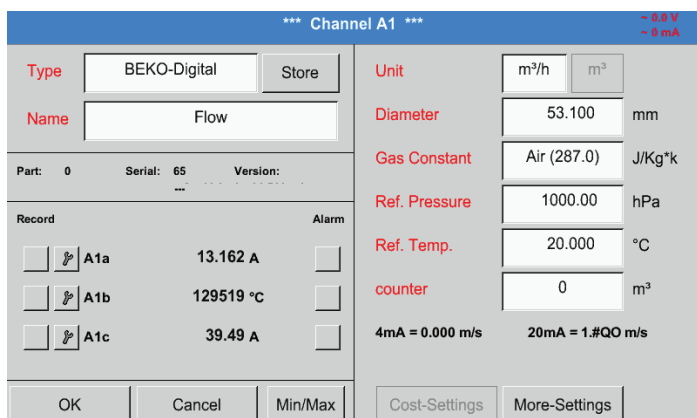 *** Channel A1 ***
~ 0.0 V
~ 0 mA
Type BEKO-Digital Store
Name Flow
Part: 0 Serial: 65 Version:
---
Record Alarm
A1a 13.162 A
A1b 129519 °C
A1c 39.49 A
OK Cancel Min/Max
Unit m³/h m³
Diameter 53.100 mm
Gas Constant Air (287.0) J/Kg*k
Ref. Pressure 1000.00 hPa
Ref. Temp. 20.000 °C
counter 0 m³
4mA = 0.000 m/s 20mA = 1.#QO m/s
Cost-Settings More-Settings